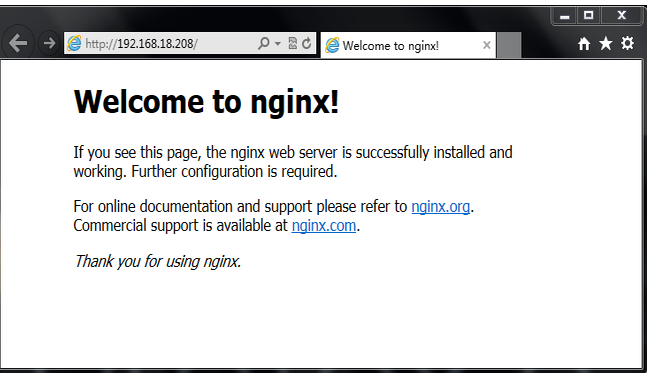 http://192.168.18.208/
Welcome to nginx!
Welcome to nginx!
If you see this page, the nginx web server is successfully installed and
working. Further configuration is required.
For online documentation and support please refer to nginx.org.
Commercial support is available at nginx.com.
Thank you for using nginx.